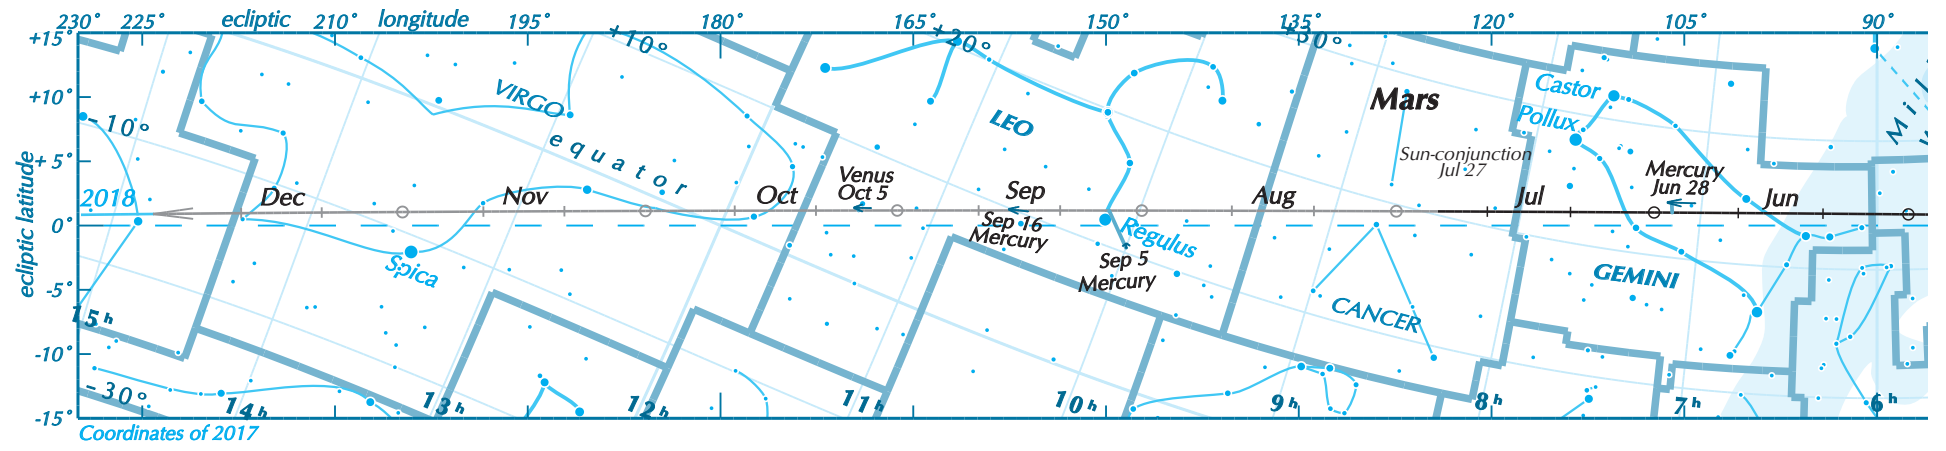 230° 225° ecliptic 210° longitude 195° 180° 165° 150° 135° 120° 105° 90°
+15°
+10°
+5°
0°
-5°
-10°
-15°
ecliptic latitude
+10°
+20°
+30°
-10°
-30°
VIRGO
equator
LEO
Mars
Sun-conjunction
Jul 27
Castor
Pollux
Mil
Mercury
Jun 28
Venus
Oct 5
2018
Dec
Nov
Oct
Sep
Aug
Jul
Jun
Sep 16
Mercury
Regulus
Sep 5
Mercury
Spica
CANCER
GEMINI
15h
14h
13h
12h
11h
10h
9h
8h
7h
6h
Coordinates of 2017